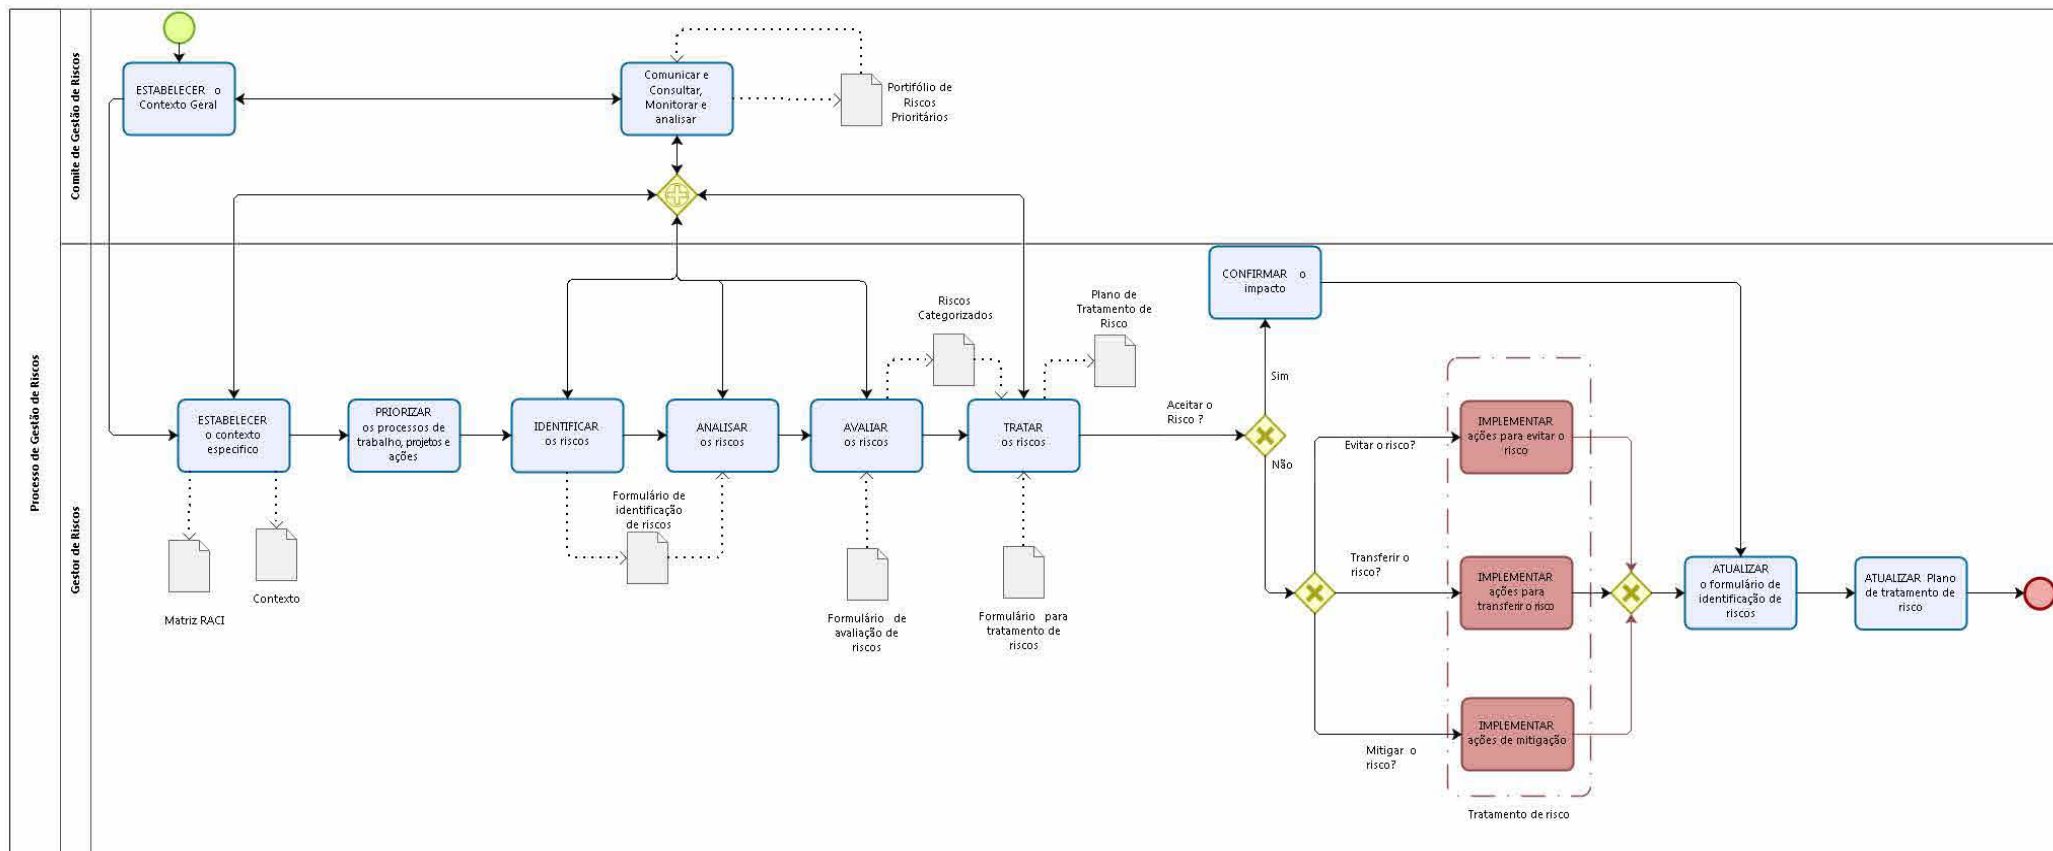 Processo de Gestão de Riscos
Comite de Gestão de Riscos
ESTABELECER o
Contexto Geral
Comunicar e
Consultar,
Monitorar e
analisar
Portifólio de
Riscos
Prioritários
Gestor de Riscos
ESTABELECER
o contexto
especifico
Matriz RACI
Contexto
PRIORIZAR
os processos de
trabalho, projetos e
ações
IDENTIFICAR
os riscos
Formulário de
identificação
de riscos
ANALISAR
os riscos
AVALIAR
os riscos
Riscos
Categorizados
Formulário de
avaliação de
riscos
TRATAR
os riscos
Plano de
Tratamento de
Risco
Formulário para
tratamento de
riscos
Aceitar o
Risco ?
Sim
Não
CONFIRMAR o
impacto
Evitar o risco?
Transferir o
risco?
Mitigar o
risco?
IMPLEMENTAR
ações para evitar o
risco
IMPLEMENTAR
ações para
transferir o risco
IMPLEMENTAR
ações de mitigação
Tratamento de risco
ATUALIZAR
o formulário de
identificação de
riscos
ATUALIZAR Plano
de tratamento de
risco